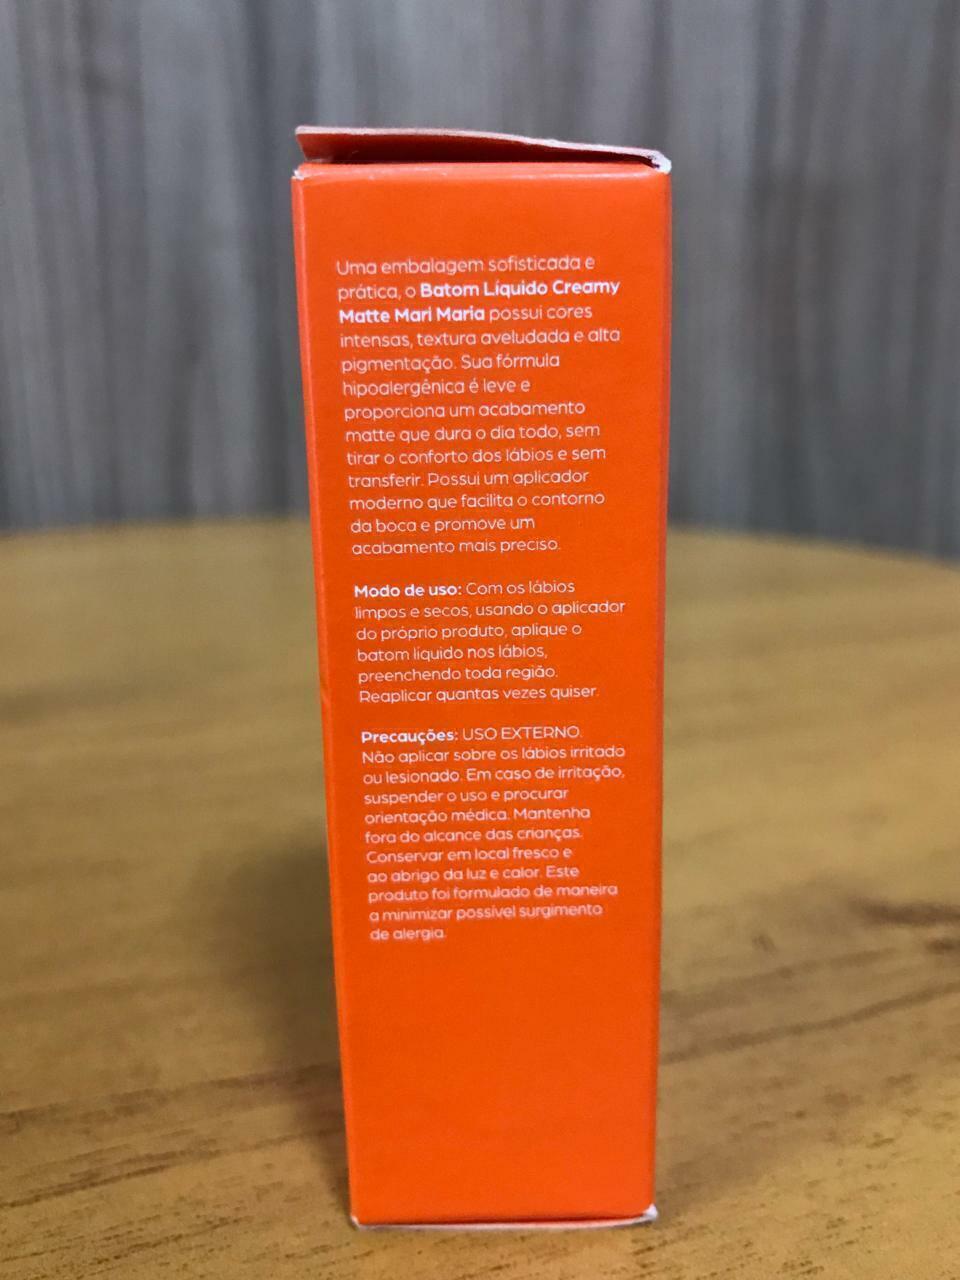 Uma embalagem sofisticada e
prática, o Batom Líquido Creamy
Matte Mari Maria possui cores
intensas, textura aveludada e alta
pigmentação. Sua fórmula
hipoalergênica é leve e
proporciona um acabamento
matte que dura o dia todo, sem
tirar o conforto dos lábios e sem
transferir. Possui um aplicador
moderno que facilita o contorno
da boca e promove um
acabamento mais preciso.
Modo de uso: Com os lábios
limpos e secos, usando o aplicador
do próprio produto, aplique o
batom líquido nos lábios,
preenchendo toda região.
Reaplicar quantas vezes quiser.
Precauções: USO EXTERNO.
Não aplicar sobre os lábios irritado
ou lesionado. Em caso de irritação,
suspender o uso e procurar
orientação médica. Mantenha
fora do alcance das crianças.
Conservar em local fresco e
ao abrigo da luz e calor. Este
produto foi formulado de maneira
a minimizar possível surgimento
de alergia.